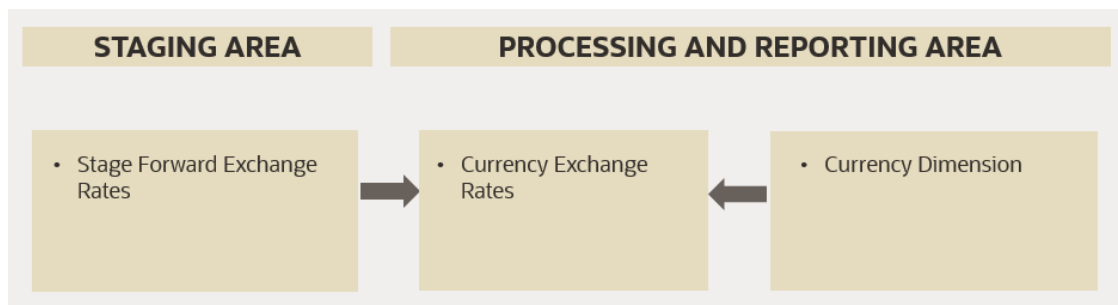 STAGING AREA
PROCESSING AND REPORTING AREA
• Stage Forward Exchange
Rates
• Currency Exchange
Rates
• Currency Dimension